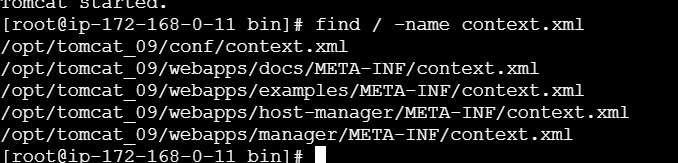 Tomcat started.
[root@ip-172-168-0-11 bin]# find / -name context.xml
/opt/tomcat_09/conf/context.xml
/opt/tomcat_09/webapps/docs/META-INF/context.xml
/opt/tomcat_09/webapps/examples/META-INF/context.xml
/opt/tomcat_09/webapps/host-manager/META-INF/context.xml
/opt/tomcat_09/webapps/manager/META-INF/context.xml
[root@ip-172-168-0-11 bin]#